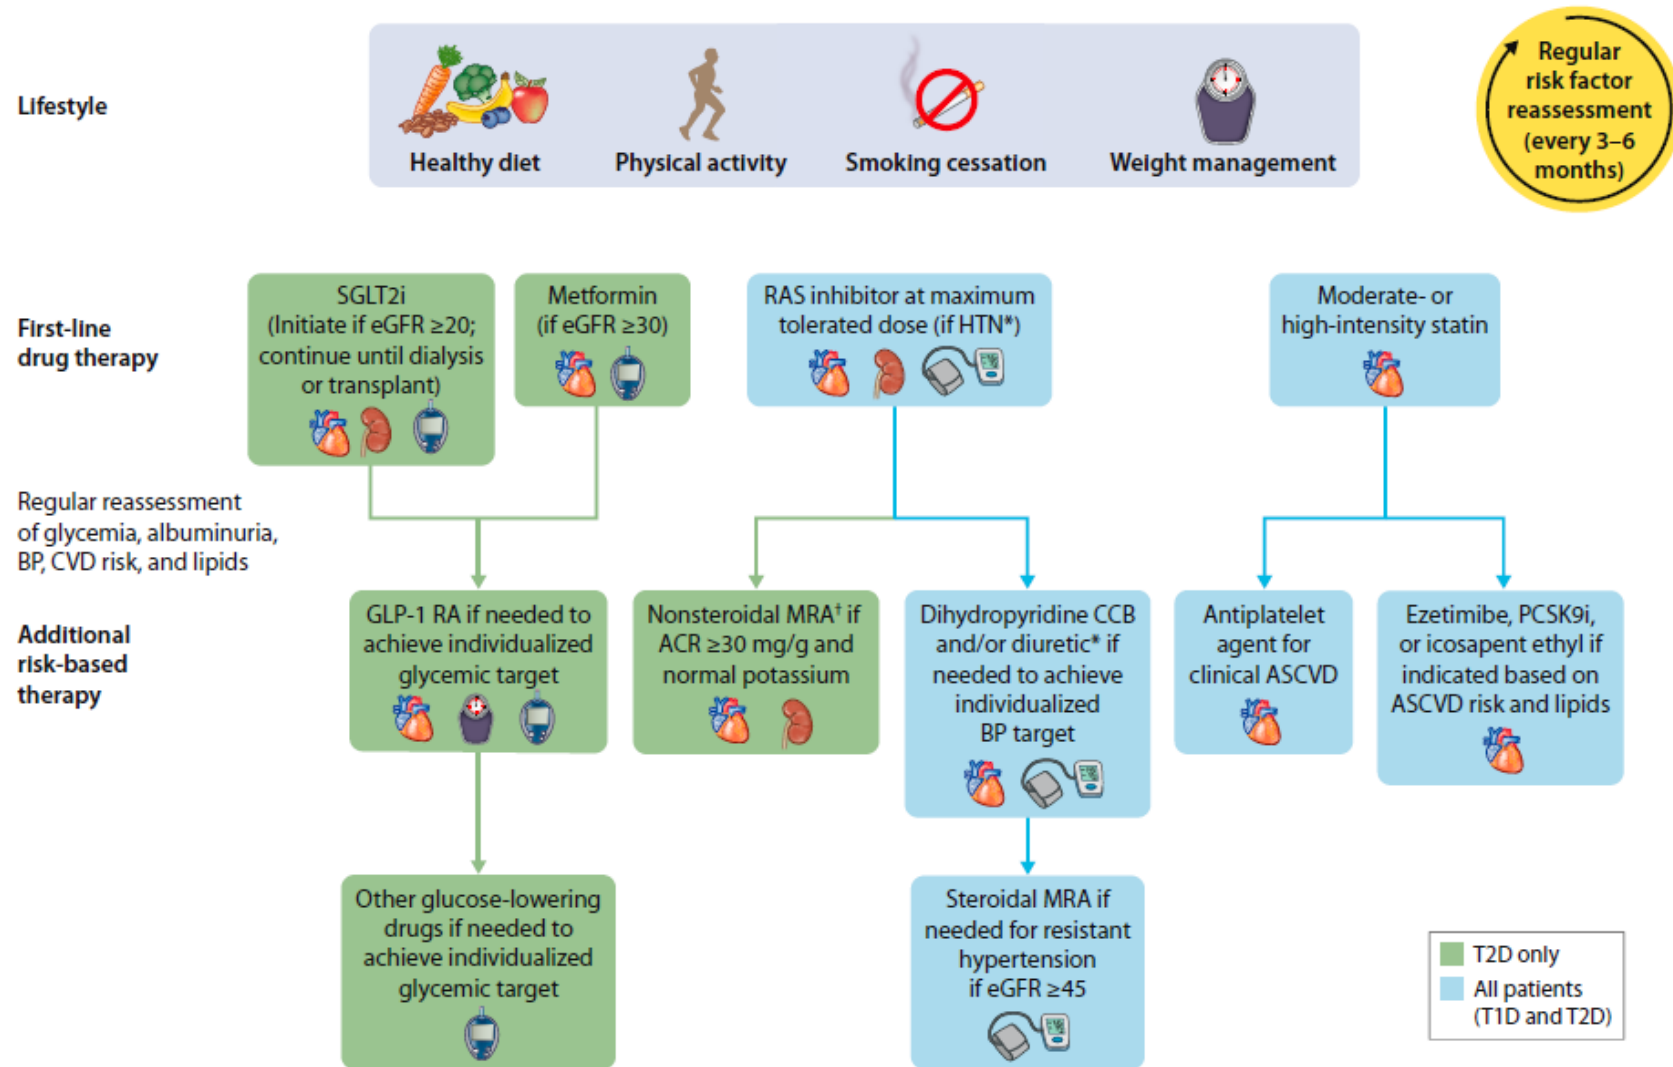 Lifestyle
Healthy diet
Physical activity
Smoking cessation
Weight management
Regular
risk factor
reassessment
(every 3–6
months)
First-line
drug therapy
SGLT2i
(Initiate if eGFR ≥20;
continue until dialysis
or transplant)
Metformin
(if eGFR ≥30)
RAS inhibitor at maximum
tolerated dose (if HTN*)
Moderate- or
high-intensity statin
Regular reassessment
of glycemia, albuminuria,
BP, CVD risk, and lipids
Additional
risk-based
therapy
GLP-1 RA if needed to
achieve individualized
glycemic target
Nonsteroidal MRA† if
ACR ≥30 mg/g and
normal potassium
Dihydropyridine CCB
and/or diuretic* if
needed to achieve
individualized
BP target
Antiplatelet
agent for
clinical ASCVD
Ezetimibe, PCSK9i,
or icosapent ethyl if
indicated based on
ASCVD risk and lipids
Other glucose-lowering
drugs if needed to
achieve individualized
glycemic target
Steroidal MRA if
needed for resistant
hypertension
if eGFR ≥45
T2D only
All patients
(T1D and T2D)